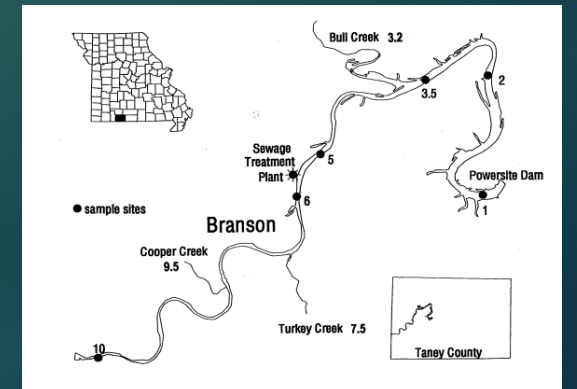 Bull Creek 3.2
3.5
2
Sewage
Treatment
Plant
5
Powersite Dam
1
6
sample sites
Branson
Cooper Creek
9.5
Turkey Creek 7.5
10
Taney County